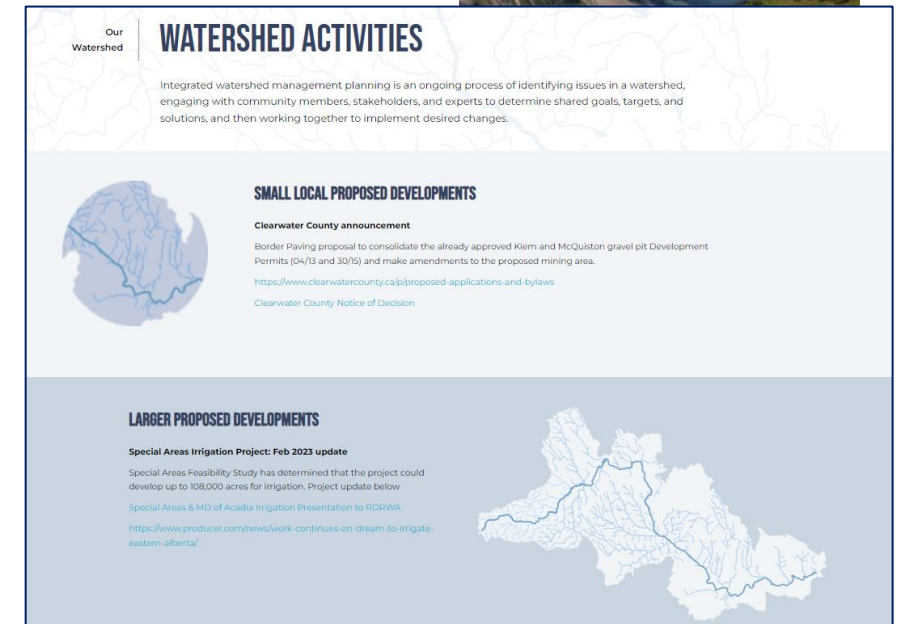 Our
Watershed
WATERSHED ACTIVITIES
Integrated watershed management planning is an ongoing process of identifying issues in a watershed,
engaging with community members, stakeholders, and experts to determine shared goals, targets, and
solutions, and then working together to implement desired changes.
SMALL LOCAL PROPOSED DEVELOPMENTS
Clearwater County announcement
Border Paving proposal to consolidate the already approved Kiem and McQuiston gravel pit Development
Permits (04/13 and 30/15) and make amendments to the proposed mining area.
https://www.clearwatercounty.ca/p/proposed-applications-and-bylaws
Clearwater County Notice of Decision
LARGER PROPOSED DEVELOPMENTS
Special Areas Irrigation Project: Feb 2023 update
Special Areas Feasibility Study has determined that the project could
develop up to 108,000 acres for irrigation. Project update below
Special Areas & MD of Acadia Irrigation Presentation to RDRWA
https://www.producer.com/news/work-continues-on-dream-to-irrigate-
eastern-alberta/